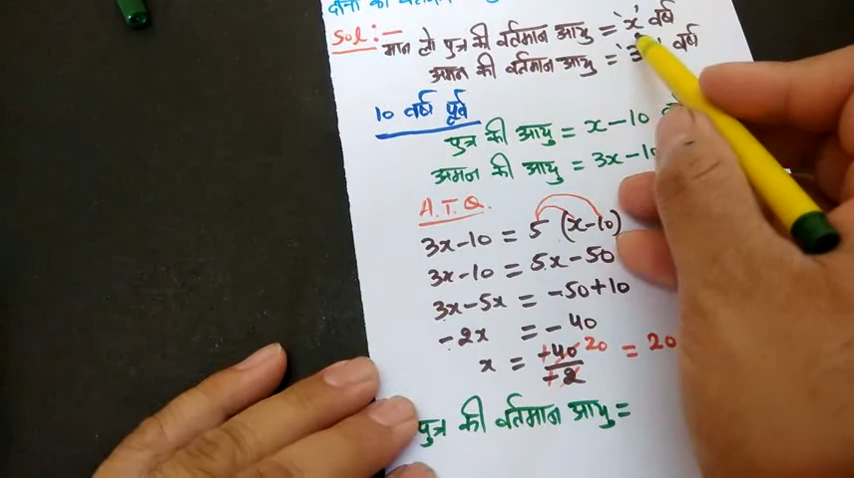 दोनों की
Sol:- मान लो पुत्र की वर्तमान आयु = 'x' वर्ष
अमन की वर्तमान आयु = '3 ' वर्ष
10 वर्ष पूर्व
पुत्र की आयु = x-10
अमन की आयु = 3x-10
A.T.Q.
3x-10 = 5 (x-10)
3x-10 = 5x-50
3x-5x = -50+10
-2x = -40
x = +40/+2 20 = 20
पुत्र की वर्तमान आयु =